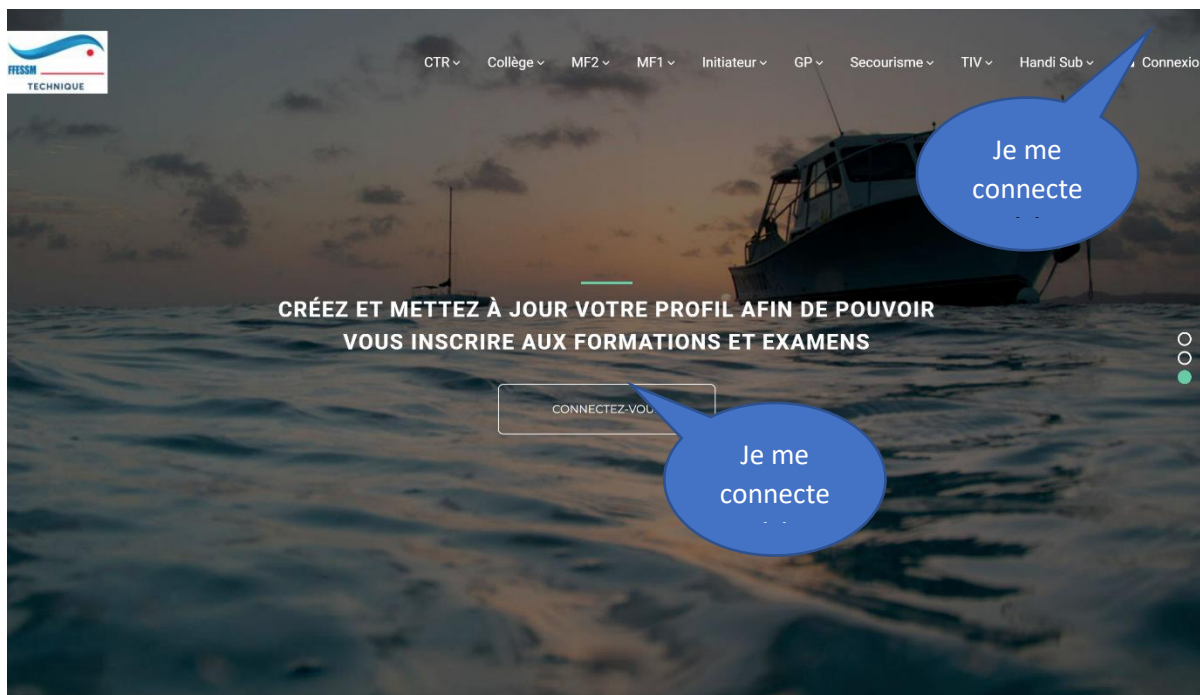 FFESSM
TECHNIQUE
CTR
Collège
MF2
MF1
Initiateur
GP
Secourisme
TIV
Handi Sub
Connexio
Je me
connecte
CRÉEZ ET METTEZ À JOUR VOTRE PROFIL AFIN DE POUVOIR
VOUS INSCRIRE AUX FORMATIONS ET EXAMENS
CONNECTEZ-VOU
Je me
connecte